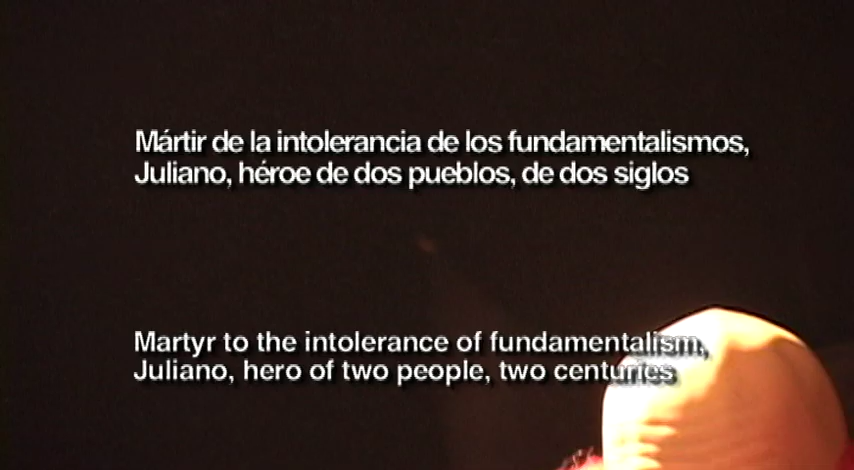 Mártir de la intolerancia de los fundamentalismos,
Juliano, héroe de dos pueblos, de dos siglos
Martyr to the intolerance of fundamentalism,
Juliano, hero of two people, two centuries